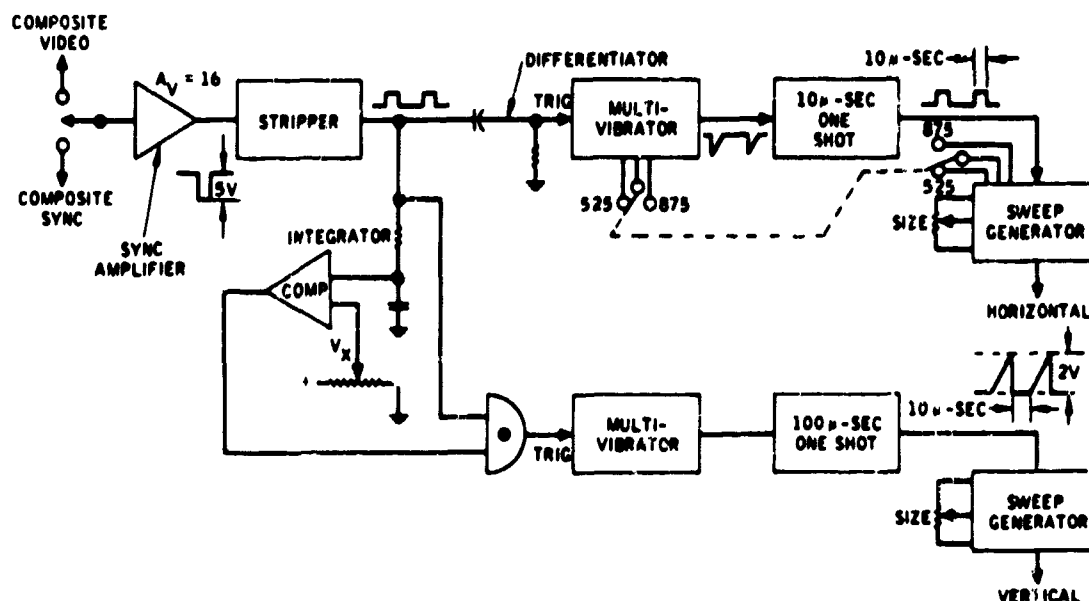 COMPOSITE
VIDEO
A_V = 16
STRIPPER
DIFFERENTIATOR
TRIG
MULTI-
VIBRATOR
10μ-SEC
ONE
SHOT
10μ-SEC
875
525
COMPOSITE
SYNC
5V
SYNC
AMPLIFIER
525
875
SIZE
SWEEP
GENERATOR
INTEGRATOR
COMP
V_X
+
HORIZONTAL
2V
10μ-SEC
TRIG
MULTI-
VIBRATOR
100μ-SEC
ONE SHOT
SIZE
SWEEP
GENERATOR
VERTICAL